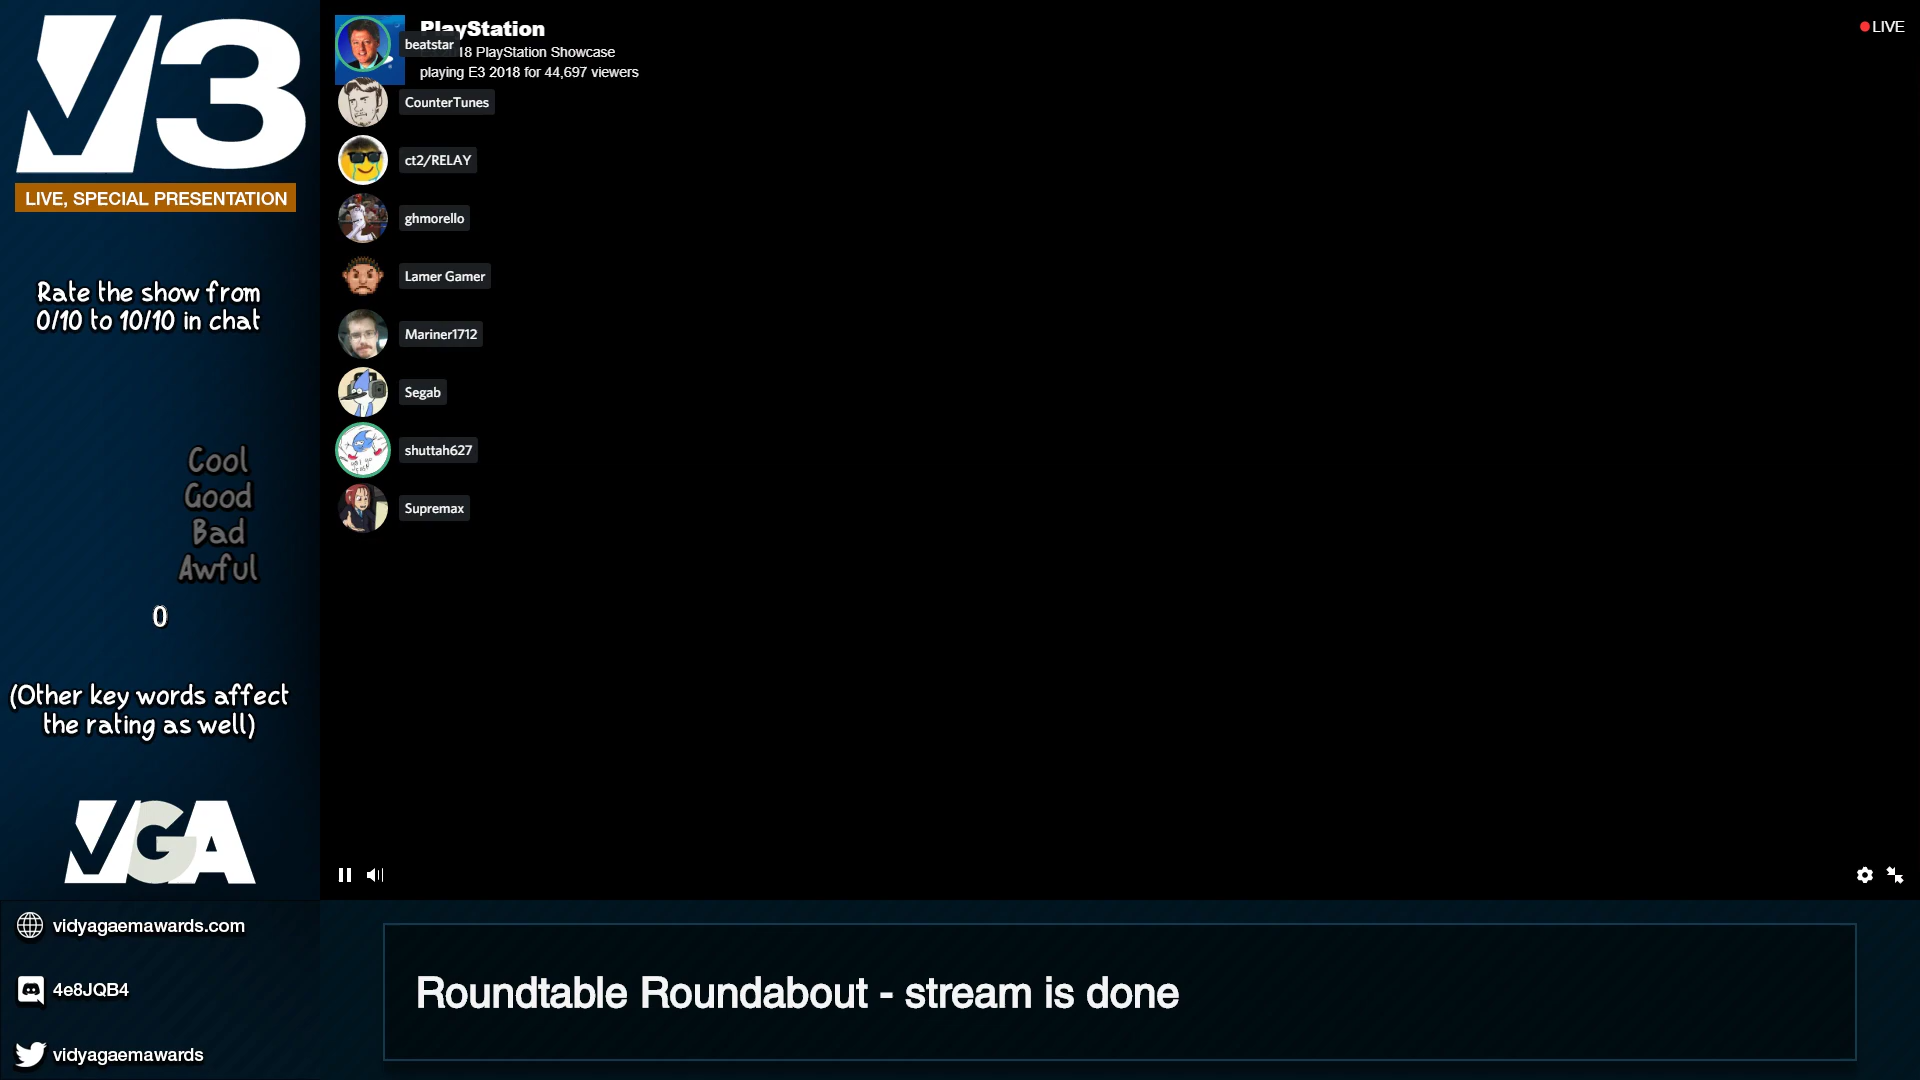 V3
LIVE, SPECIAL PRESENTATION
Rate the show from
0/10 to 10/10 in chat
Cool
Good
Bad
Awful
0
(Other key words affect
the rating as well)
VGA
vidyagaemawards.com
4e8JQB4
vidyagaemawards
PlayStation
18 PlayStation Showcase
playing E3 2018 for 44,697 viewers
LIVE
beatstar
CounterTunes
ct2/RELAY
ghmorello
Lamer Gamer
Mariner1712
Segab
shuttah627
Supremax
Roundtable Roundabout - stream is done